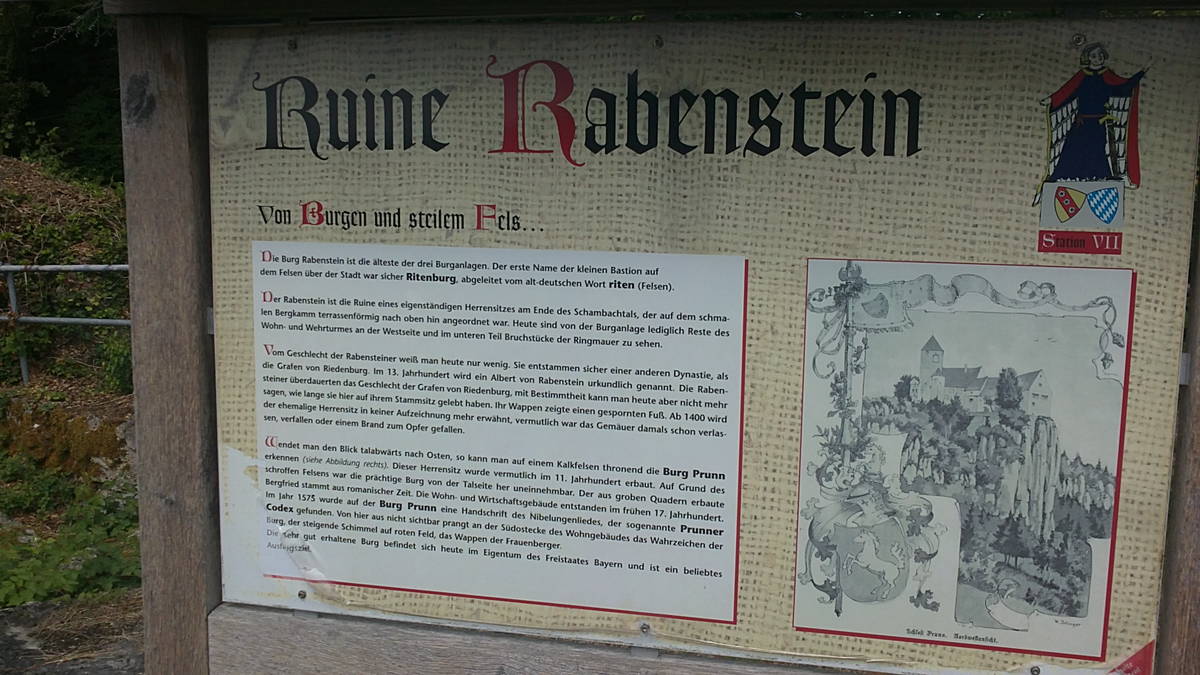 Ruine Rabenstein
Von Burgen und steilem Fels...
Station VII
Die Burg Rabenstein ist die älteste der drei Burganlagen. Der erste Name der kleinen Bastion auf
dem Felsen über der Stadt war sicher Ritenburg, abgeleitet vom alt-deutschen Wort riten (Felsen).
Der Rabenstein ist die Ruine eines eigenständigen Herrensitzes am Ende des Schambachtals, der auf dem schma-
len Bergkamm terrassenförmig nach oben hin angeordnet war. Heute sind von der Burganlage lediglich Reste des
Wohn- und Wehrturmes an der Westseite und im unteren Teil Bruchstücke der Ringmauer zu sehen.
Vom Geschlecht der Rabensteiner weiß man heute nur wenig. Sie entstammen sicher einer anderen Dynastie, als
die Grafen von Riedenburg. Im 13. Jahrhundert wird ein Albert von Rabenstein urkundlich genannt. Die Raben-
steiner überdauerten das Geschlecht der Grafen von Riedenburg, mit Bestimmtheit kann man heute aber nicht mehr
sagen, wie lange sie hier auf ihrem Stammsitz gelebt haben. Ihr Wappen zeigte einen gespornten Fuß. Ab 1400 wird
der ehemalige Herrensitz in keiner Aufzeichnung mehr erwähnt, vermutlich war das Gemäuer damals schon verlas-
sen, verfallen oder einem Brand zum Opfer gefallen.
Wendet man den Blick talabwärts nach Osten, so kann man auf einem Kalkfelsen thronend die Burg Prunn
erkennen (siehe Abbildung rechts). Dieser Herrensitz wurde vermutlich im 11. Jahrhundert erbaut. Auf Grund des
schroffen Felsens war die prächtige Burg von der Talseite her uneinnehmbar. Der aus groben Quadern erbaute
Bergfried stammt aus romanischer Zeit. Die Wohn- und Wirtschaftsgebäude entstanden im frühen 17. Jahrhundert.
Im Jahr 1575 wurde auf der Burg Prunn eine Handschrift des Nibelungenliedes, der sogenannte Prunner
Codex gefunden. Von hier aus nicht sichtbar prangt an der Südostecke des Wohngebäudes das Wahrzeichen der
Burg, der steigende Schimmel auf roten Feld, das Wappen der Frauenberger.
Die sehr gut erhaltene Burg befindet sich heute im Eigentum des Freistaates Bayern und ist ein beliebtes
Ausflugsziel.
Schloß Prunn. Nordwestansicht.